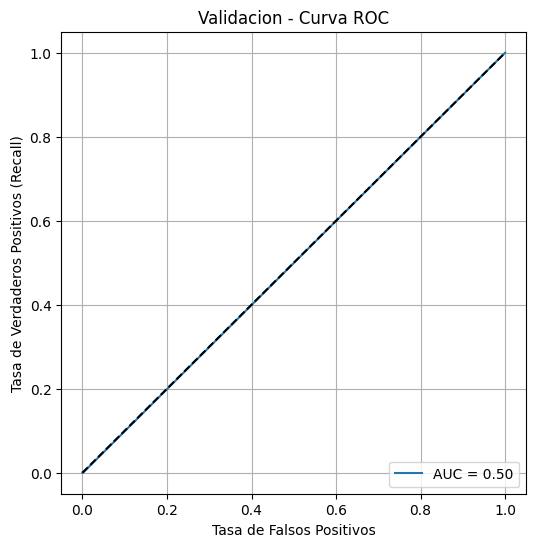 Validacion - Curva ROC
Tasa de Verdaderos Positivos (Recall)
1.0
0.8
0.6
0.4
0.2
0.0
AUC = 0.50
0.0 0.2 0.4 0.6 0.8 1.0
Tasa de Falsos Positivos